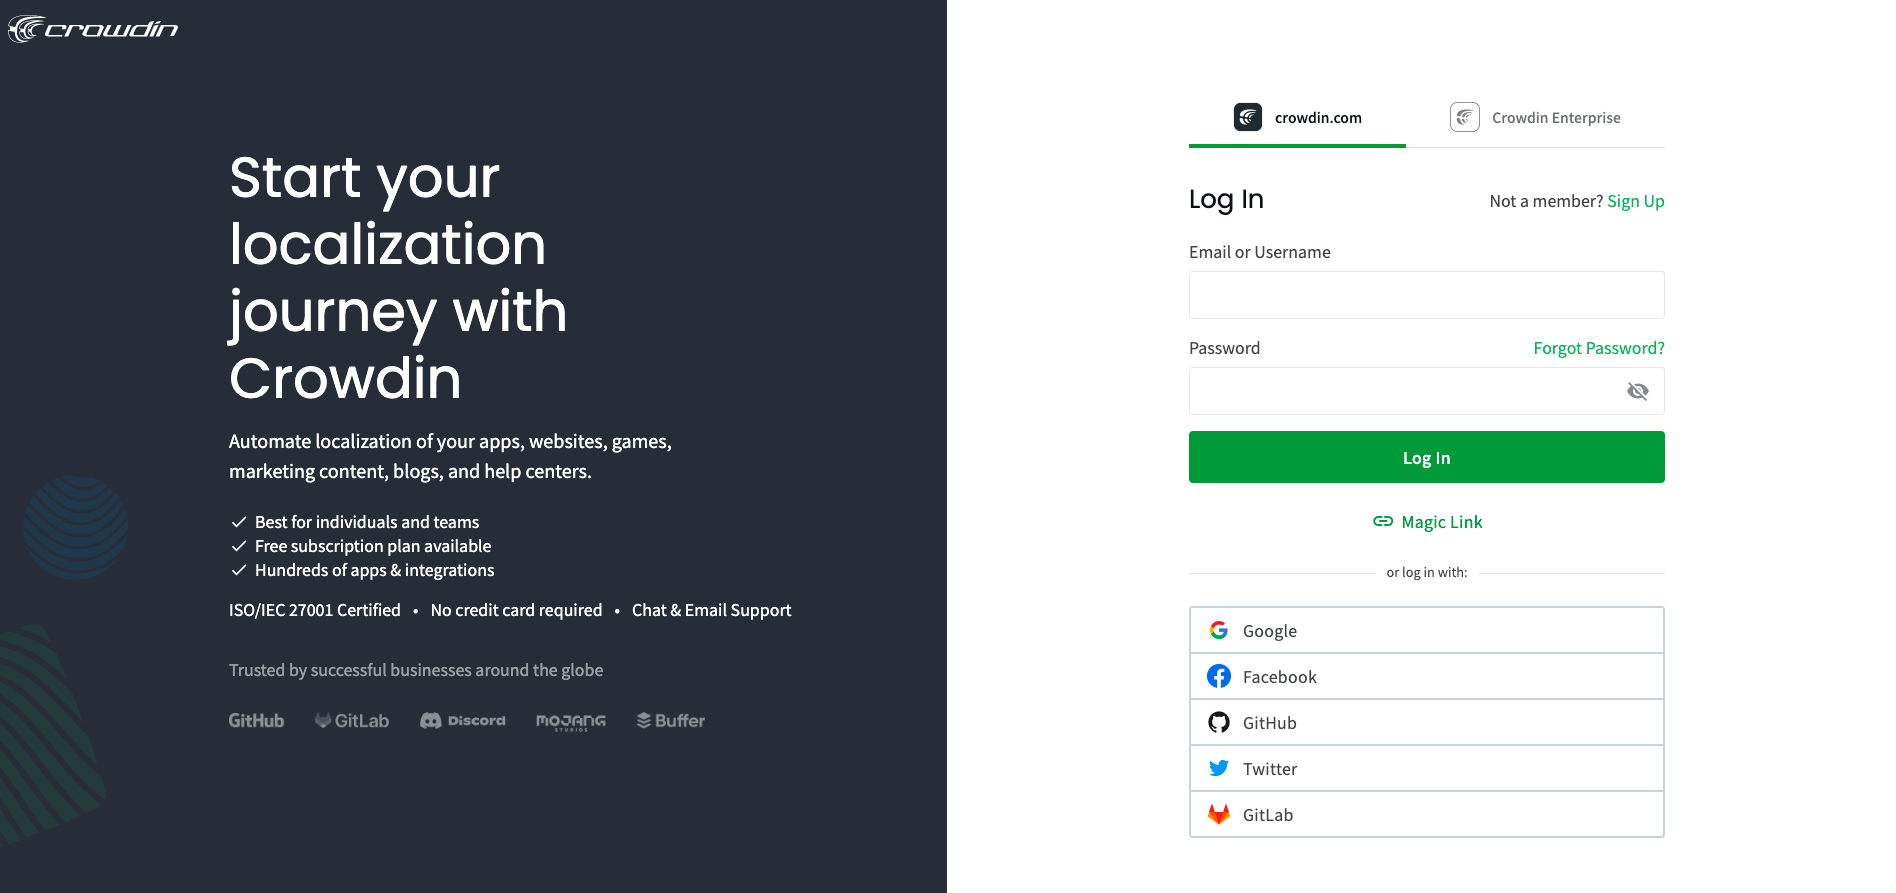 crowdin
Start your
localization
journey with
Crowdin
Automate localization of your apps, websites, games,
marketing content, blogs, and help centers.
Best for individuals and teams
Free subscription plan available
Hundreds of apps & integrations
ISO/IEC 27001 Certified • No credit card required • Chat & Email Support
Trusted by successful businesses around the globe
GitHub GitLab Discord MOJANG STUDIOS Buffer
crowdin.com Crowdin Enterprise
Log In Not a member? Sign Up
Email or Username
Password Forgot Password?
Log In
Magic Link
or log in with:
Google
Facebook
GitHub
Twitter
GitLab